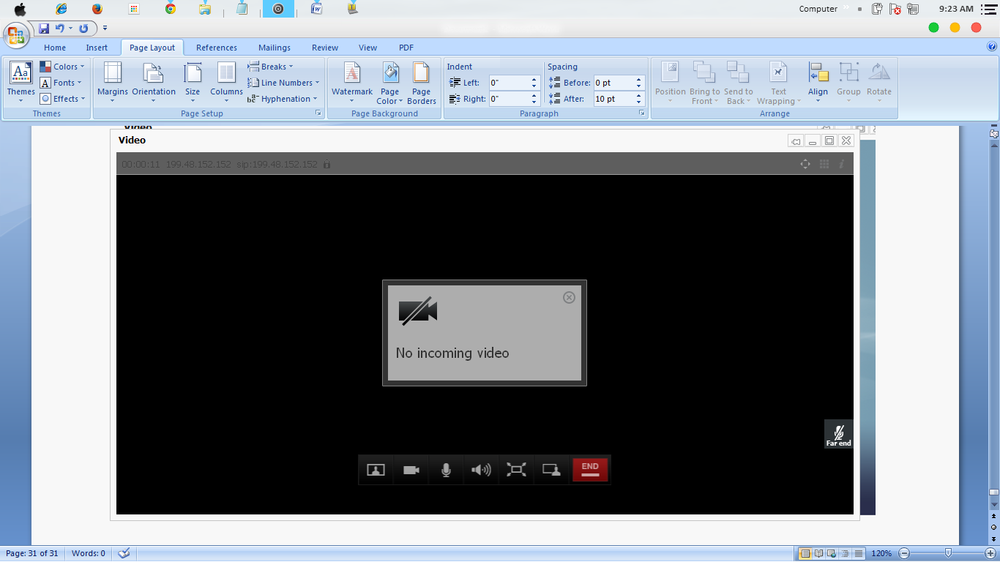 Computer
9:23 AM
Home Insert Page Layout References Mailings Review View PDF
Aa
Themes
Colors
Fonts
Effects
Themes
Margins Orientation Size Columns
Breaks
Line Numbers
Hyphenation
Page Setup
Watermark Page Color Page Borders
Page Background
Indent
Left: 0"
Right: 0"
Spacing
Before: 0 pt
After: 10 pt
Paragraph
Position Bring to Front Send to Back Text Wrapping Align Group Rotate
Arrange
Video
Video
00:00:11 199.48.152.152 sip:199.48.152.152
No incoming video
Far end
END
Page: 31 of 31 Words: 0
120%